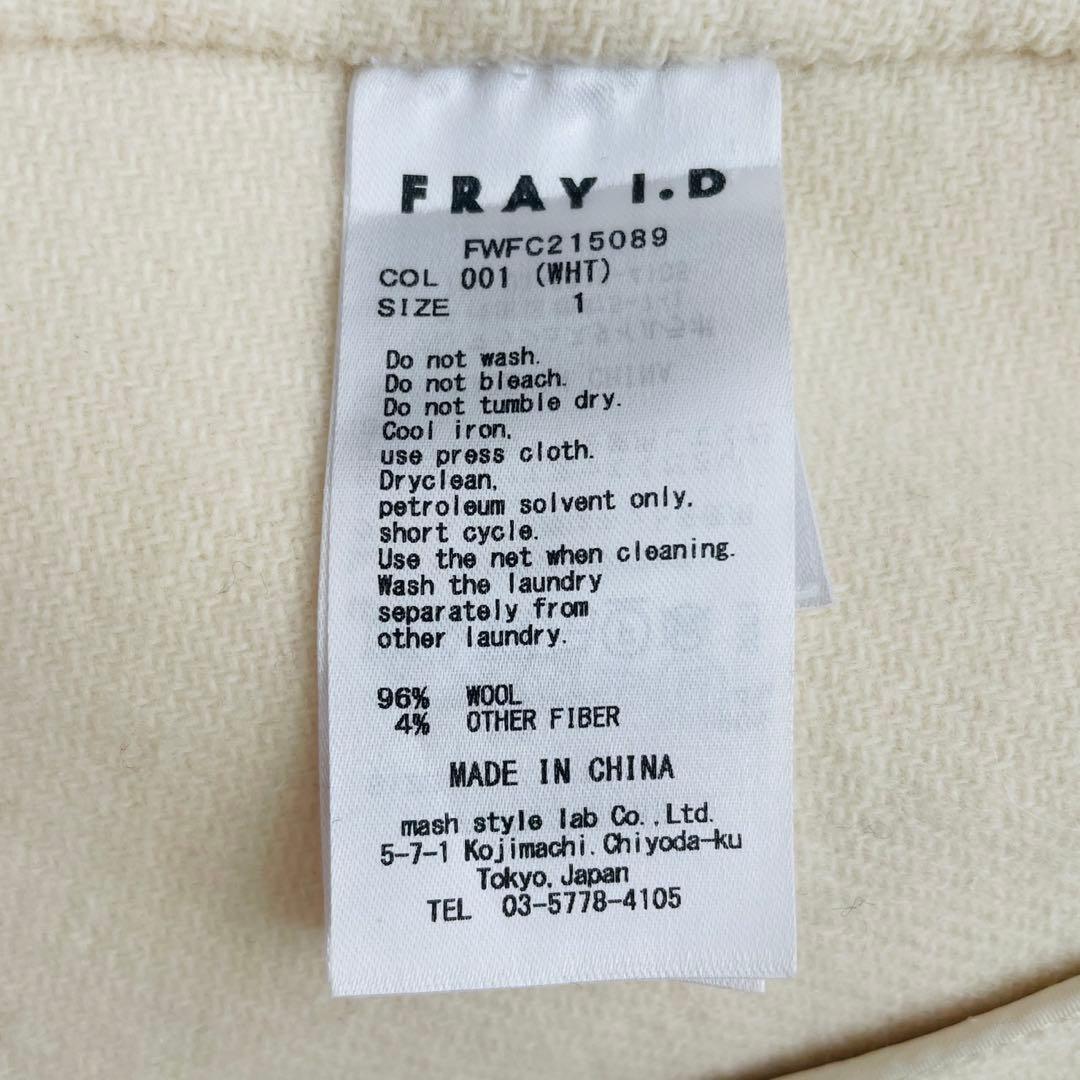 FRAY I.D
FWFC215089
COL 001 (WHT)
SIZE 1
Do not wash.
Do not bleach.
Do not tumble dry.
Cool iron,
use press cloth.
Dryclean,
petroleum solvent only,
short cycle.
Use the net when cleaning.
Wash the laundry
separately from
other laundry.
96% WOOL
4% OTHER FIBER
MADE IN CHINA
mash style lab Co.,Ltd.
5-7-1 Kojimachi, Chiyoda-ku
Tokyo, Japan
TEL 03-5778-4105